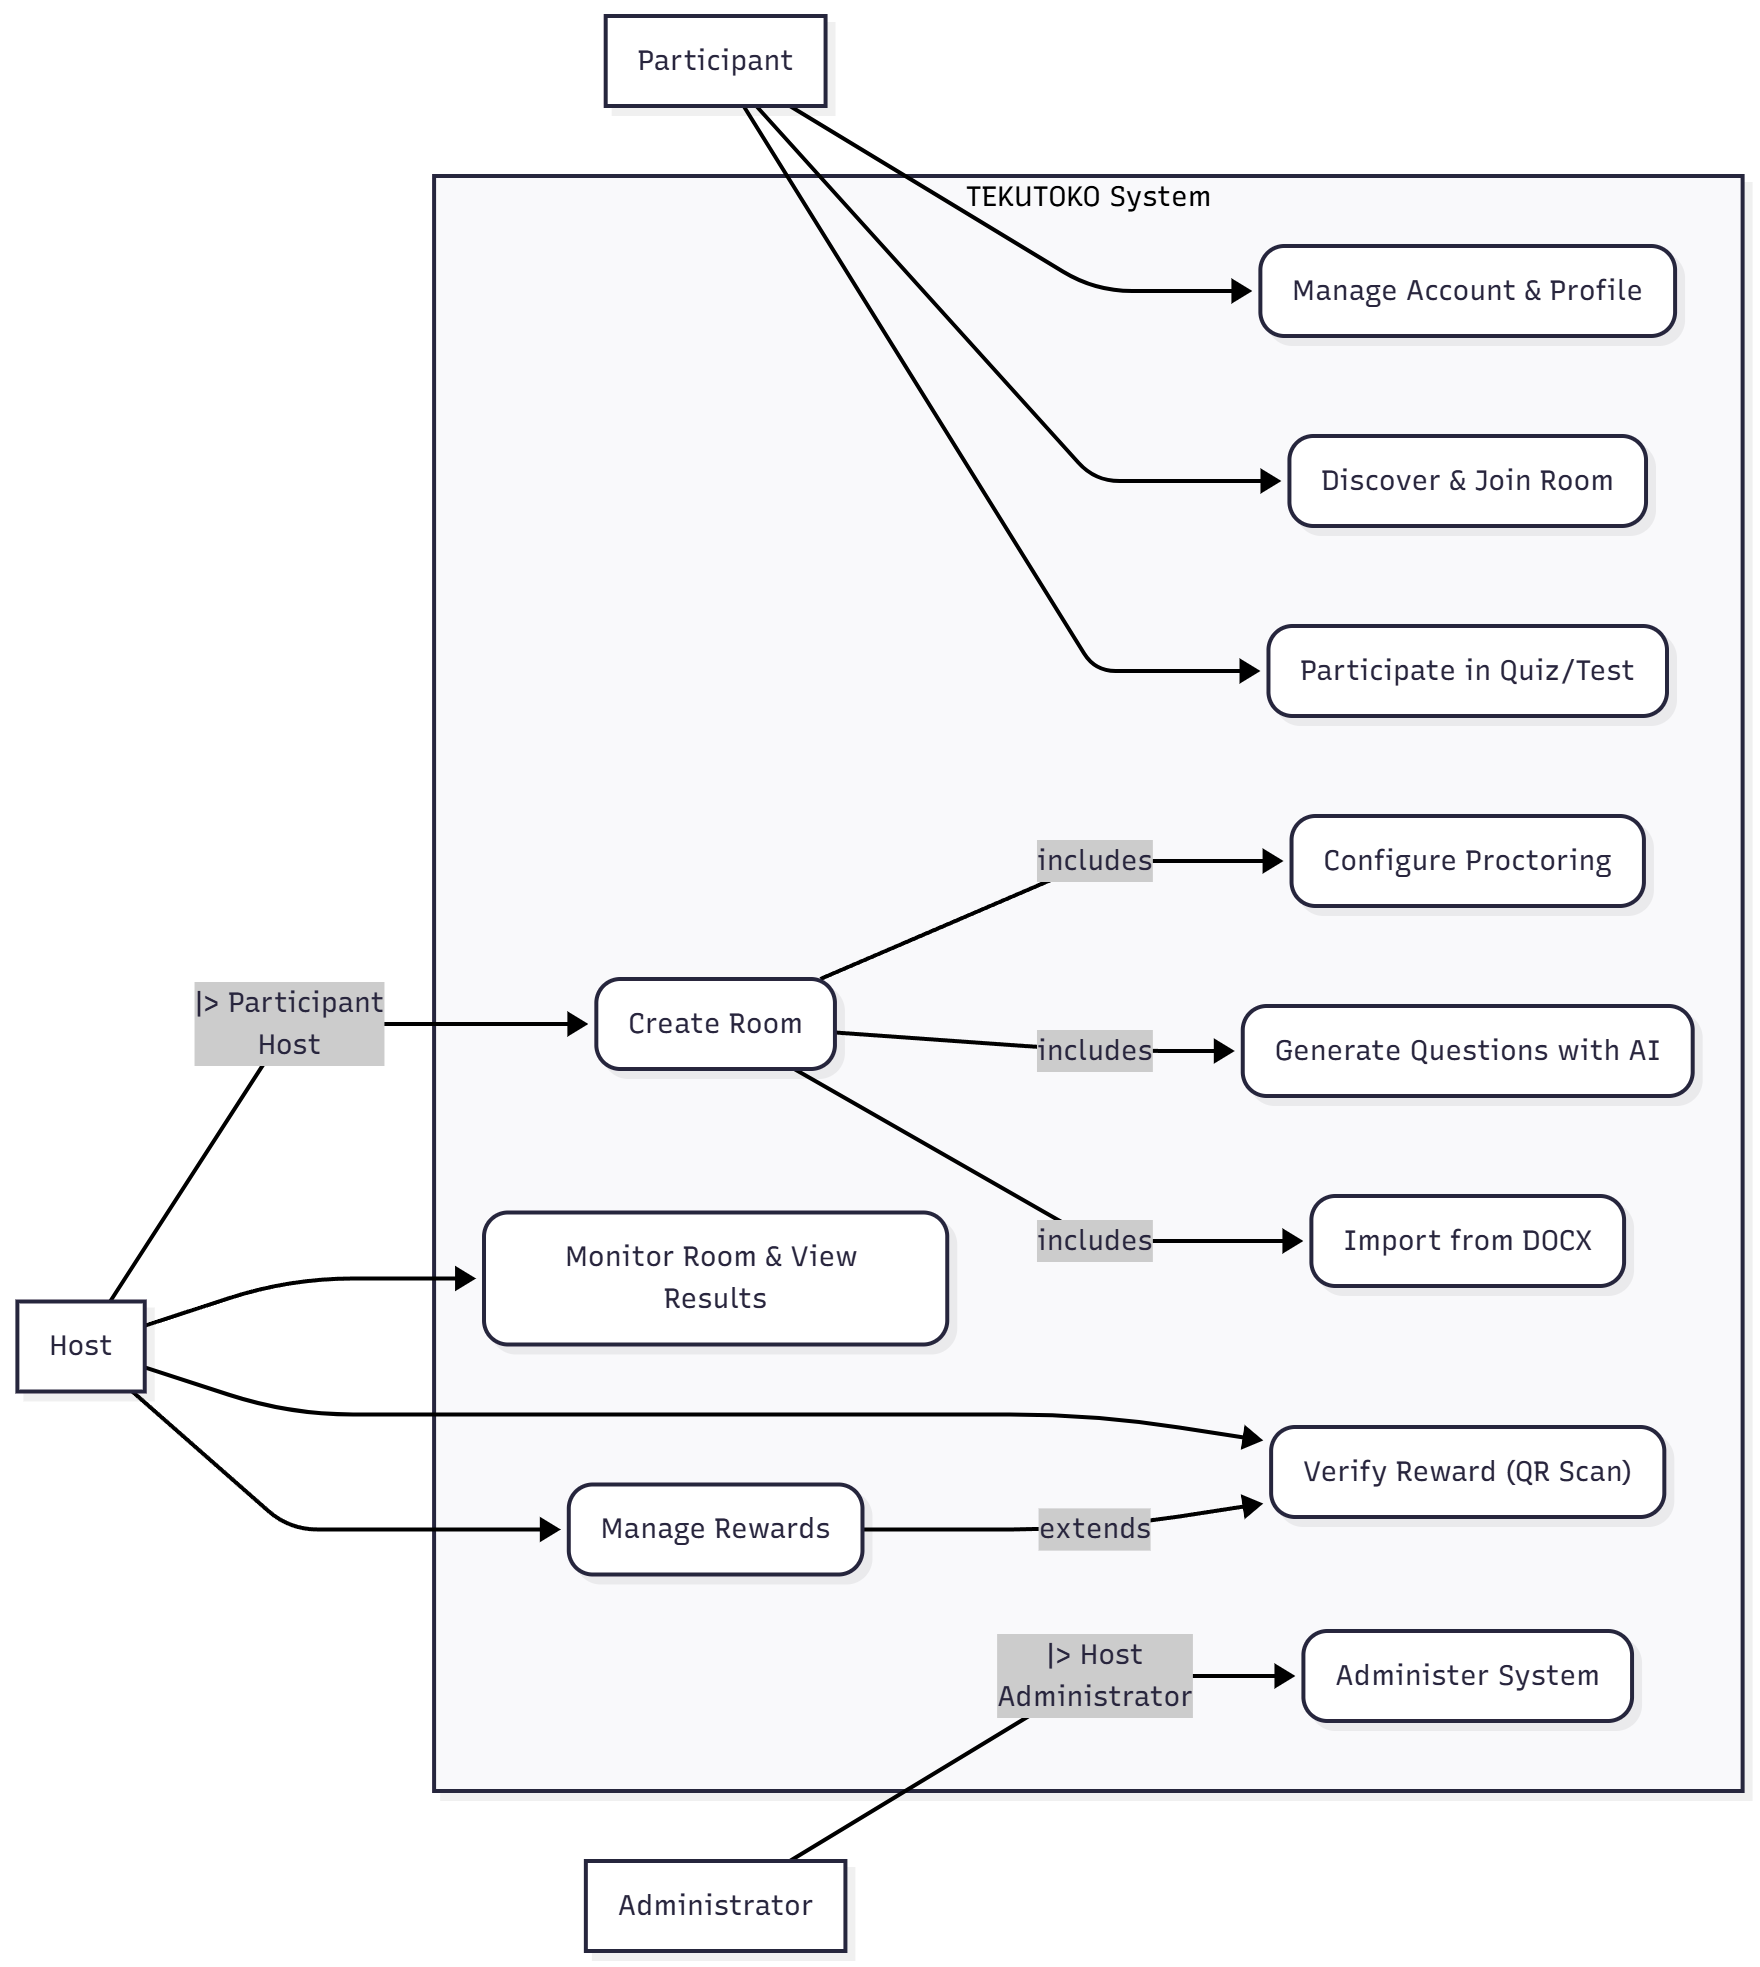 Participant
TEKUTOKO System
Manage Account & Profile
Discover & Join Room
Participate in Quiz/Test
includes
Configure Proctoring
|> Participant
Host
Create Room
includes
Generate Questions with AI
includes
Import from DOCX
Monitor Room & View
Results
Host
Verify Reward (QR Scan)
Manage Rewards
extends
|> Host
Administrator
Administer System
Administrator